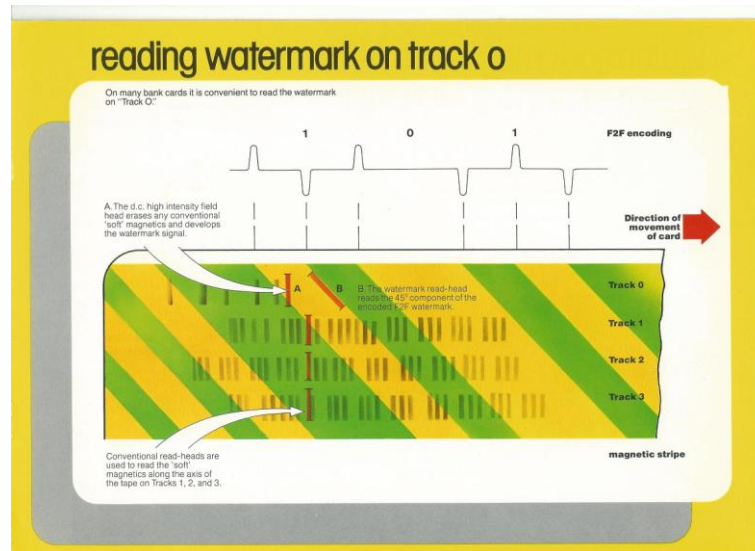 reading watermark on track o
On many bank cards it is convenient to read the watermark
on "Track O."
1 0 1 F2F encoding
A. The d.c. high intensity field
head erases any conventional
'soft' magnetics and develops
the watermark signal.
Direction of
movement
of card
A
B
B. The watermark read-head
reads the 45° component of the
encoded F2F watermark.
Track 0
Track 1
Track 2
Track 3
Conventional read-heads are
used to read the 'soft'
magnetics along the axis of
the tape on Tracks 1, 2, and 3.
magnetic stripe